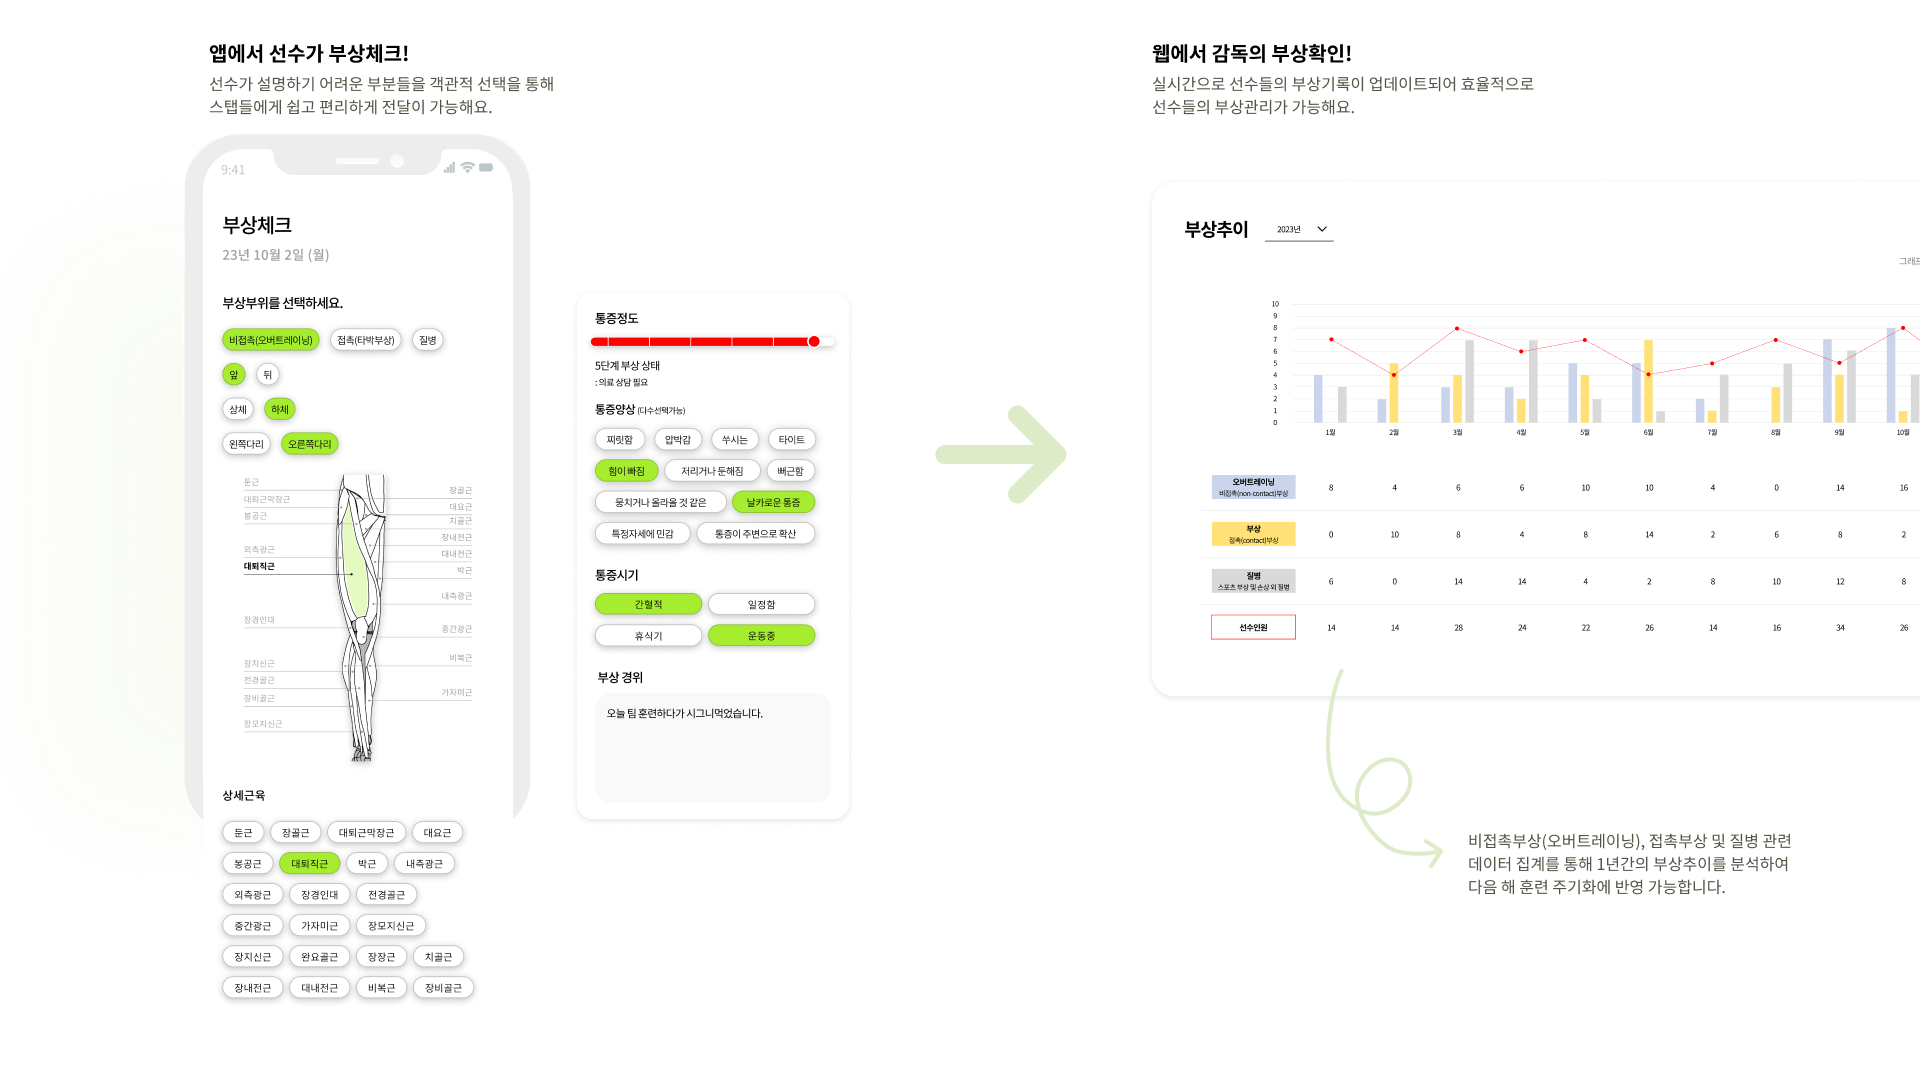 앱에서 선수가 부상체크!
선수가 설명하기 어려운 부분들을 객관적 선택을 통해
스탭들에게 쉽고 편리하게 전달이 가능해요.
9:41
부상체크
23년 10월 2일 (월)
부상부위를 선택하세요.
비접촉(오버트레이닝) 접촉(타박부상) 질병
앞 뒤
상체 하체
왼쪽다리 오른쪽다리
둔근
대퇴근막장근
봉공근
외측광근
대퇴직근
장경인대
장지신근
전경골근
장비골근
장모지신근
장골근
대요근
치골근
장내전근
대내전근
박근
내측광근
중간광근
비복근
가자미근
상세근육
둔근 장골근 대퇴근막장근 대요근
봉공근 대퇴직근 박근 내측광근
외측광근 장경인대 전경골근
중간광근 가자미근 장모지신근
장지신근 완요골근 장장근 치골근
장내전근 대내전근 비복근 장비골근
통증정도
5단계 부상 상태
: 의료 상담 필요
통증양상 (다수선택가능)
찌릿함 압박감 쑤시는 타이트
힘이 빠짐 저리거나 둔해짐 뻐근함
뭉치거나 올라올 것 같은 날카로운 통증
특정자세에 민감 통증이 주변으로 확산
통증시기
간헐적 일정함
휴식기 운동중
부상 경위
오늘 팀 훈련하다가 시그니먹었습니다.
웹에서 감독의 부상확인!
실시간으로 선수들의 부상기록이 업데이트되어 효율적으로
선수들의 부상관리가 가능해요.
부상추이 2023년
그래프
10
9
8
7
6
5
4
3
2
1
0
1월 2월 3월 4월 5월 6월 7월 8월 9월 10월
오버트레이닝
비접촉(non-contact)부상
8 4 6 6 10 10 4 0 14 16
부상
접촉(contact)부상
0 10 8 4 8 14 2 6 8 2
질병
스포츠 부상 및 손상 외 질병
6 0 14 14 4 2 8 10 12 8
선수인원 14 14 28 24 22 26 14 16 34 26
비접촉부상(오버트레이닝), 접촉부상 및 질병 관련
데이터 집계를 통해 1년간의 부상추이를 분석하여
다음 해 훈련 주기화에 반영 가능합니다.